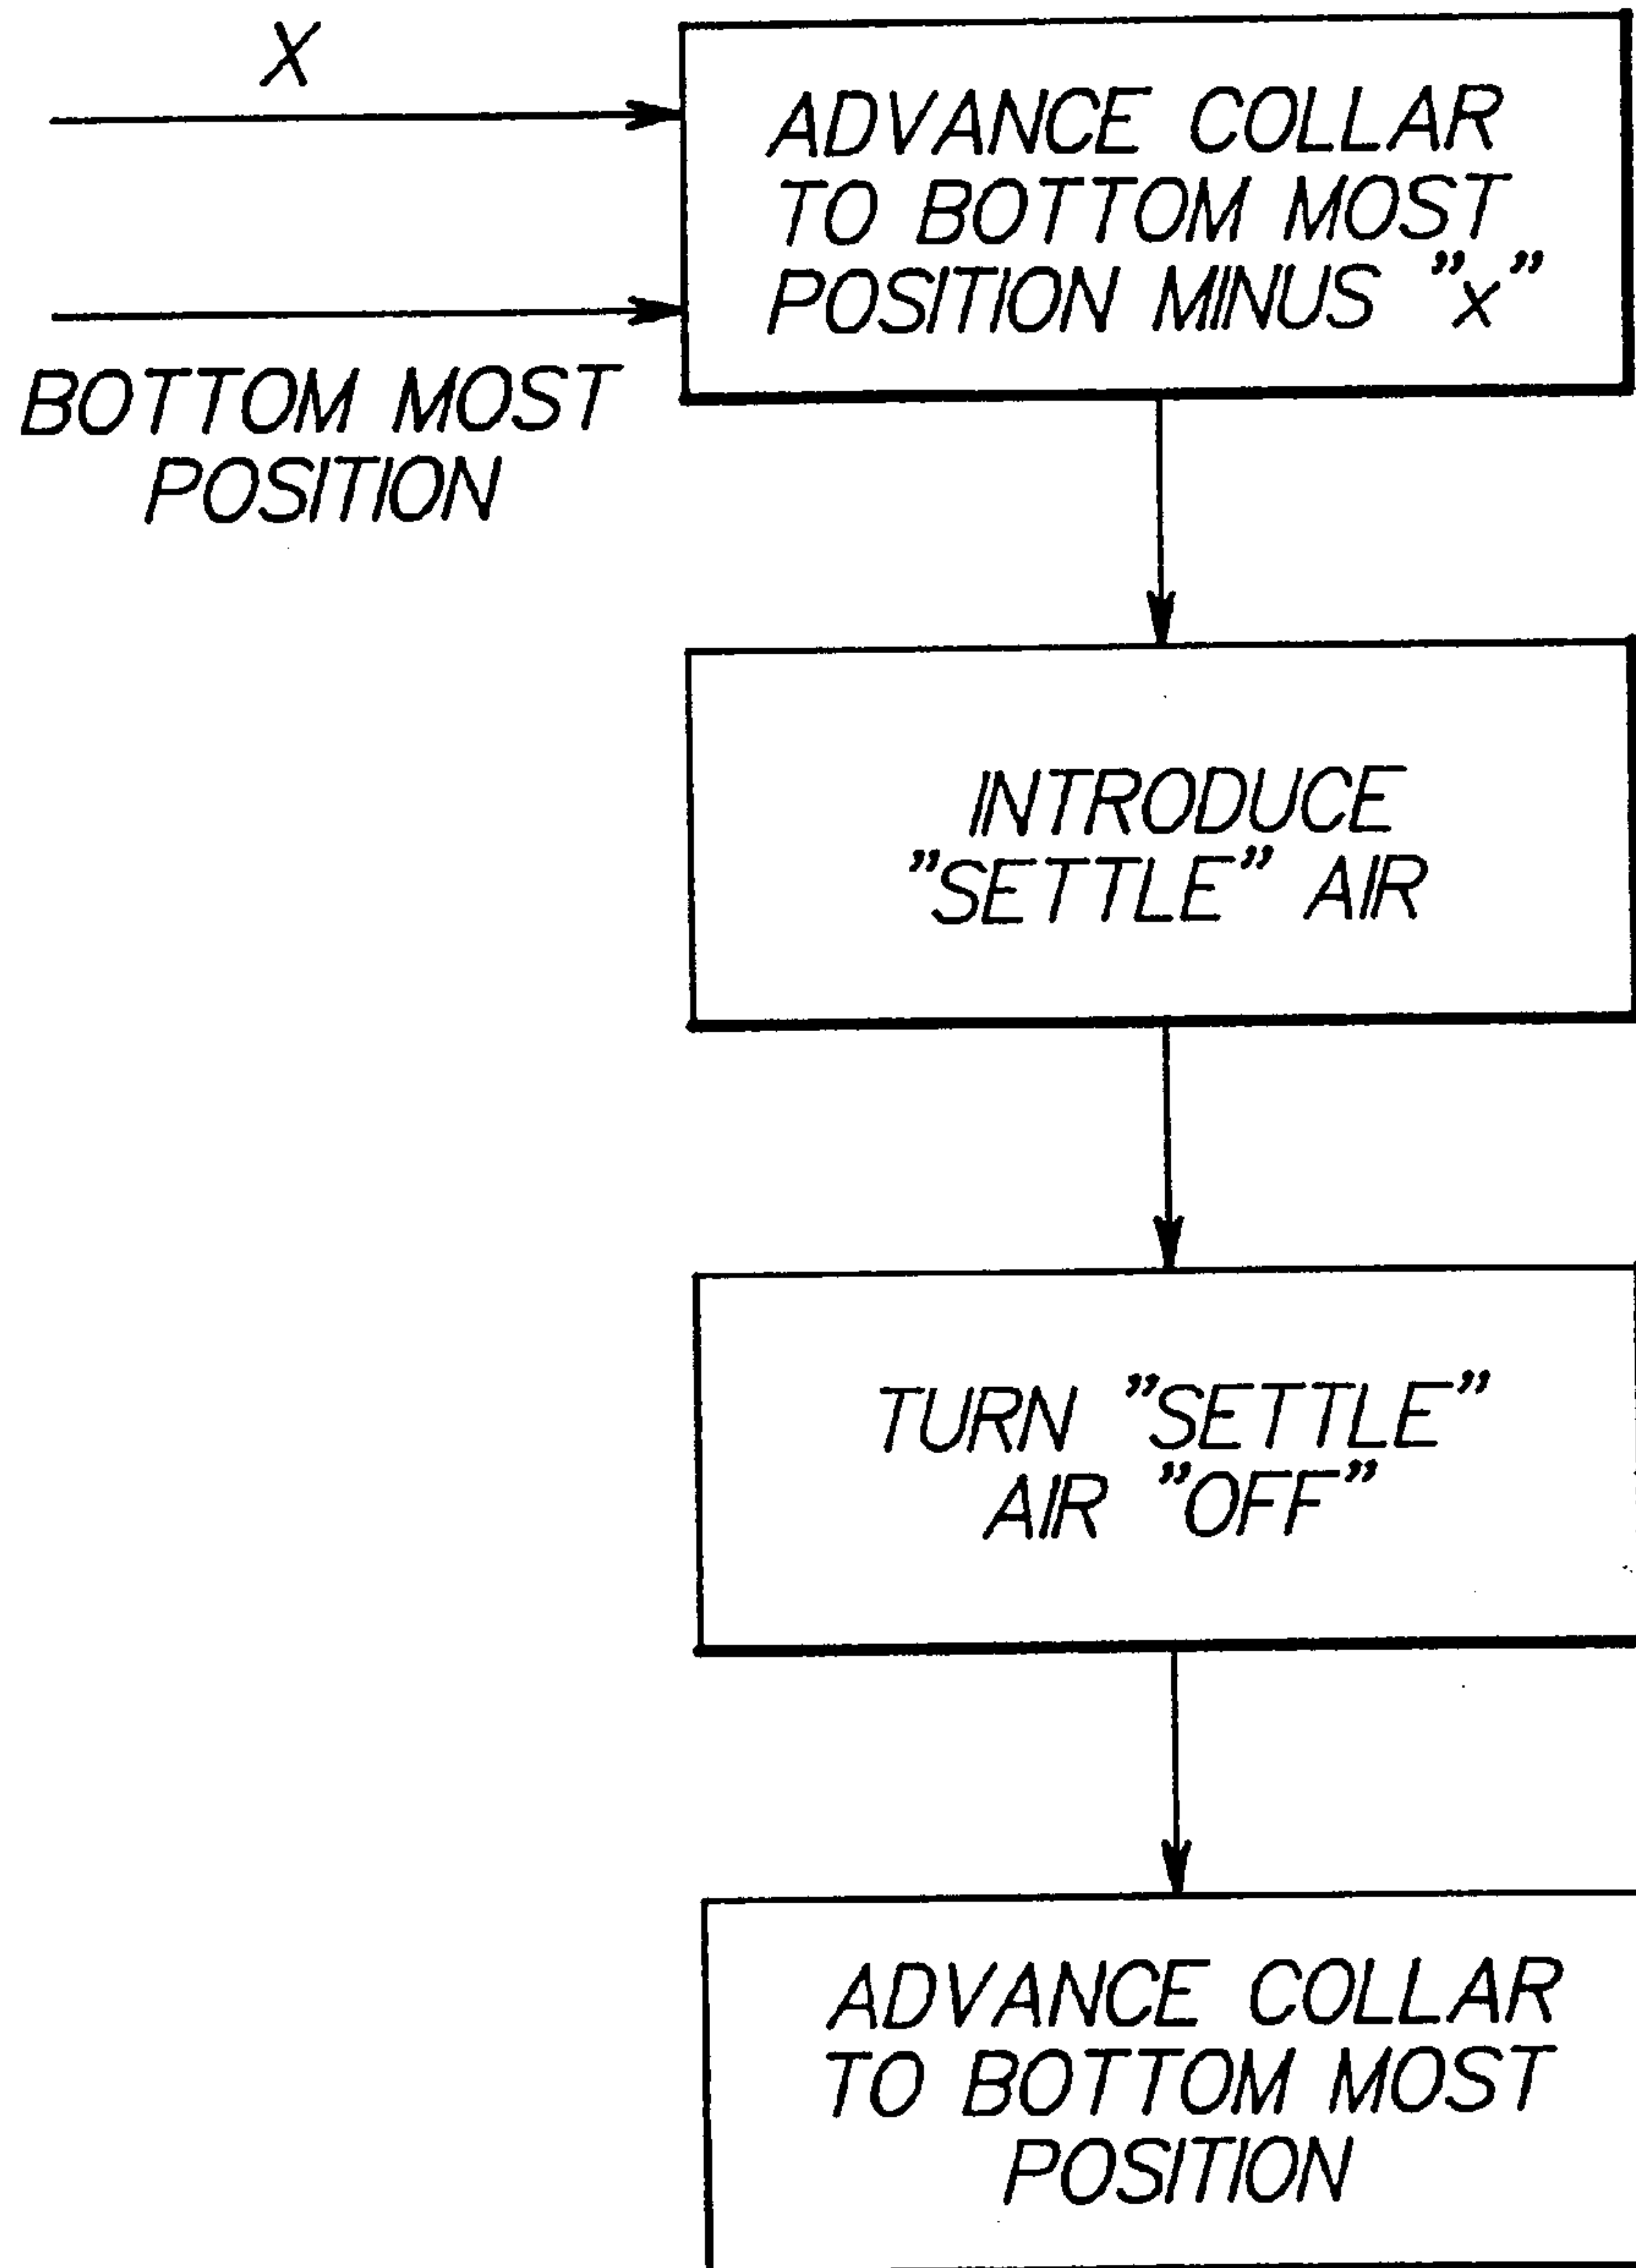 X
ADVANCE COLLAR
TO BOTTOM MOST
POSITION MINUS "x"
BOTTOM MOST
POSITION
INTRODUCE
"SETTLE" AIR
TURN "SETTLE"
AIR "OFF"
ADVANCE COLLAR
TO BOTTOM MOST
POSITION